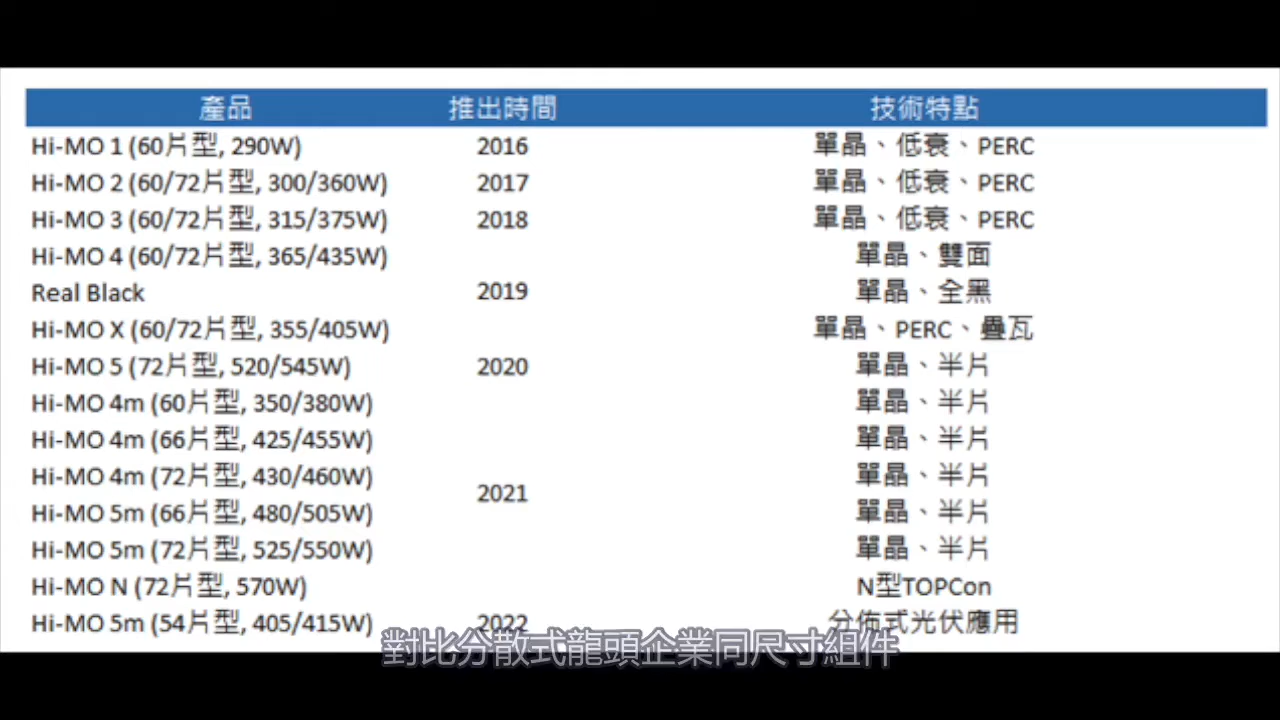 產品 推出時間 技術特點
Hi-MO 1 (60片型, 290W) 2016 單晶、低衰、PERC
Hi-MO 2 (60/72片型, 300/360W) 2017 單晶、低衰、PERC
Hi-MO 3 (60/72片型, 315/375W) 2018 單晶、低衰、PERC
Hi-MO 4 (60/72片型, 365/435W) 單晶、雙面
Real Black 2019 單晶、全黑
Hi-MO X (60/72片型, 355/405W) 單晶、PERC、疊瓦
Hi-MO 5 (72片型, 520/545W) 2020 單晶、半片
Hi-MO 4m (60片型, 350/380W) 單晶、半片
Hi-MO 4m (66片型, 425/455W) 單晶、半片
Hi-MO 4m (72片型, 430/460W) 單晶、半片
2021
Hi-MO 5m (66片型, 480/505W) 單晶、半片
Hi-MO 5m (72片型, 525/550W) 單晶、半片
Hi-MO N (72片型, 570W) N型TOPCon
Hi-MO 5m (54片型, 405/415W) 2022 分佈式光伏應用
對比分散式龍頭企業同尺寸組件